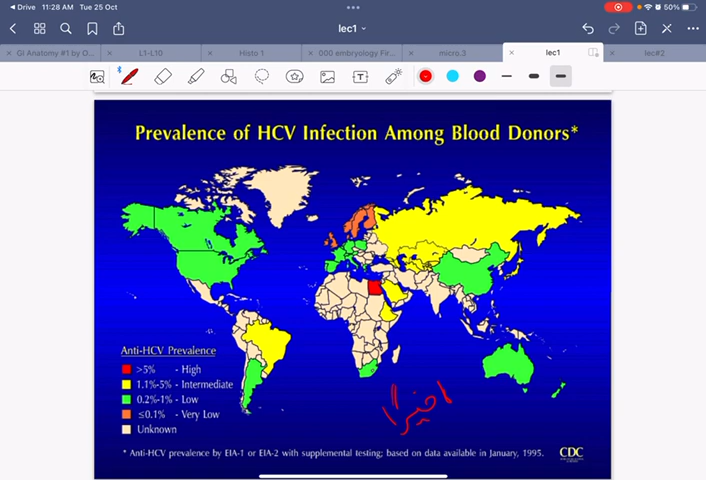 Drive 11:28 AM Tue 25 Oct
50%
lec1
GI Anatomy #1 by O...
L1-L10
Histo 1
000 embryology Fir...
micro.3
lec1
lec#2
Prevalence of HCV Infection Among Blood Donors*
Anti-HCV Prevalence
>5% - High
1.1%-5% - Intermediate
0.2%-1% - Low
≤0.1% - Very Low
Unknown
اخيرًا
* Anti-HCV prevalence by EIA-1 or EIA-2 with supplemental testing; based on data available in January, 1995.
CDC